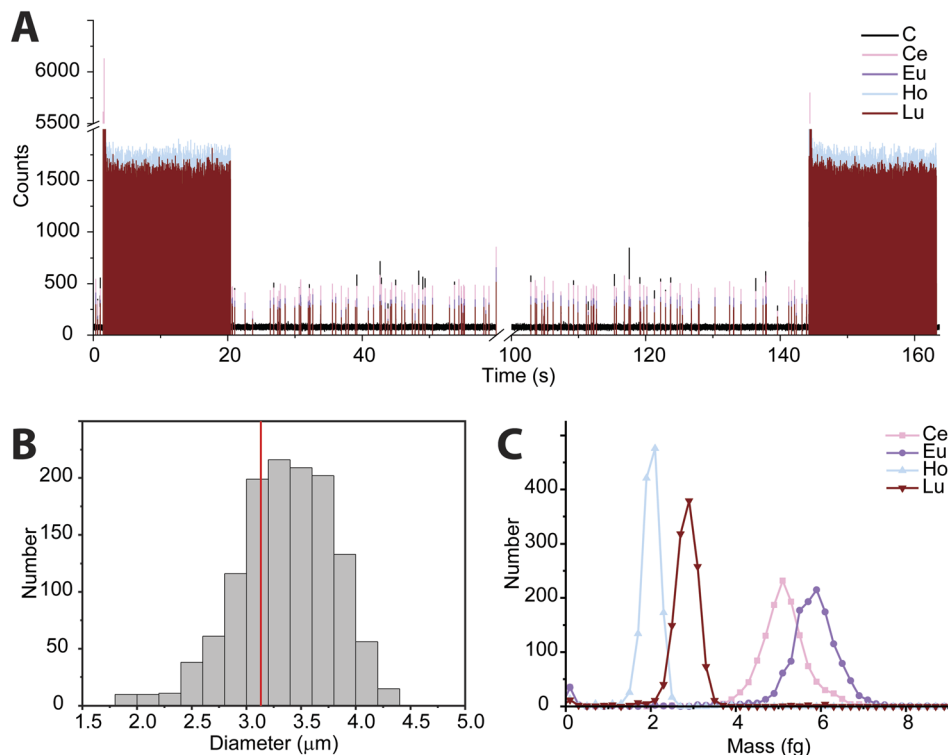 A
C
Ce
Eu
Ho
Lu
6000
5500
1500
1000
500
0
Counts
0 20 40 100 120 140 160
Time (s)
B
200
150
100
50
0
Number
1.5 2.0 2.5 3.0 3.5 4.0 4.5 5.0
Diameter (μm)
C
Ce
Eu
Ho
Lu
400
300
200
100
0
Number
0 2 4 6 8
Mass (fg)